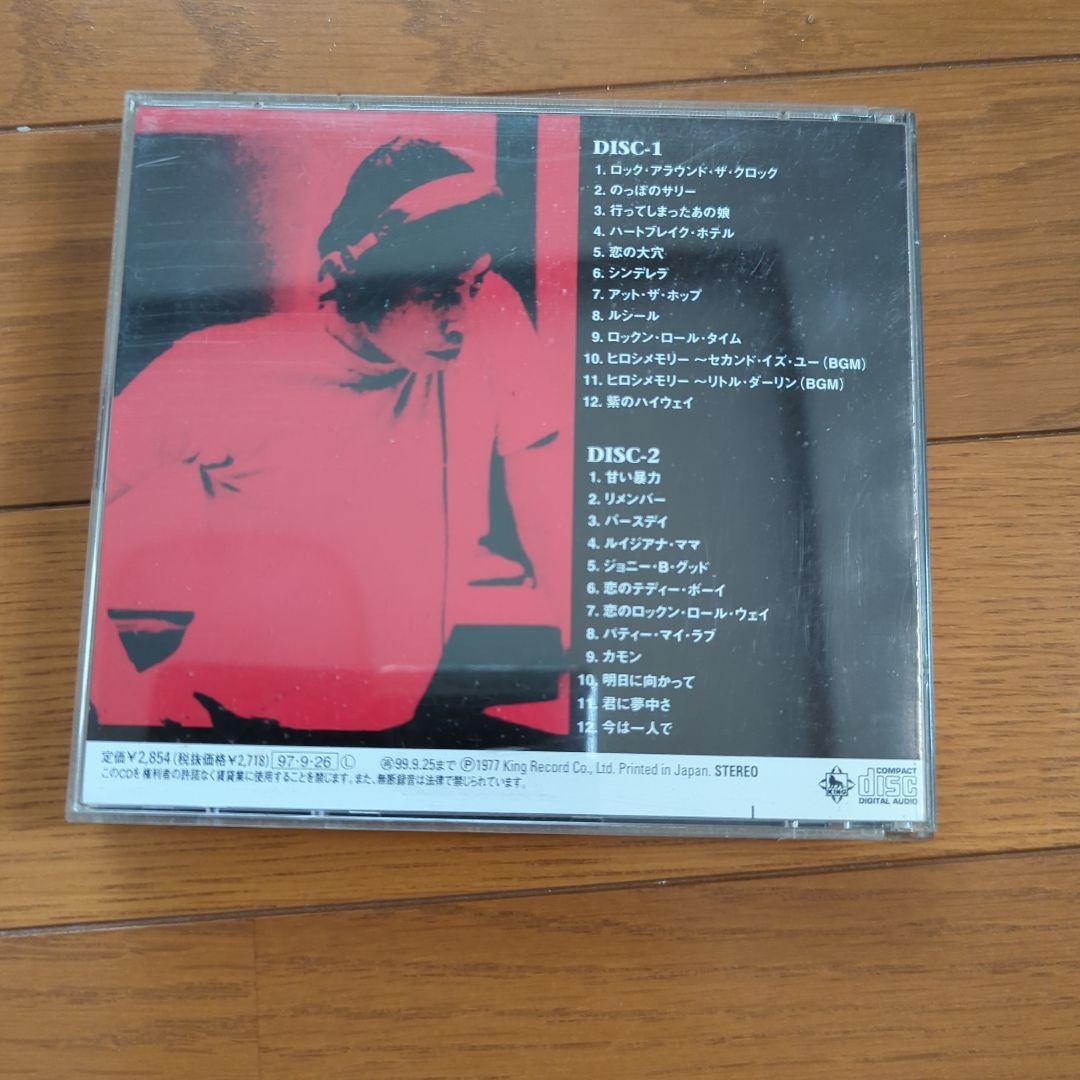 DISC-1
1. ロック・アラウンド・ザ・クロック
2. のっぽのサリー
3. 行ってしまったあの娘
4. ハートブレイク・ホテル
5. 恋の大穴
6. シンデレラ
7. アット・ザ・ホップ
8. ルシール
9. ロックン・ロール・タイム
10. ヒロシメモリー ～セカンド・イズ・ユー(BGM)
11. ヒロシメモリー ～リトル・ダーリン(BGM)
12. 紫のハイウェイ
DISC-2
1. 甘い暴力
2. リメンバー
3. バースデイ
4. ルイジアナ・ママ
5. ジョニー・B・グッド
6. 恋のテディー・ボーイ
7. 恋のロックン・ロール・ウェイ
8. パティー・マイ・ラブ
9. カモン
10. 明日に向かって
11. 君に夢中さ
12. 今は一人で
定価¥2,854(税抜価格¥2,718) 97・9・26 Ⓛ ㊢99.9.25まで Ⓟ1977 King Record Co., Ltd. Printed in Japan. STEREO
このCDを権利者の許諾なく賃貸業に使用することを禁じます。また、無断録音は法律で禁じられています。
KING
COMPACT
disc
DIGITAL AUDIO